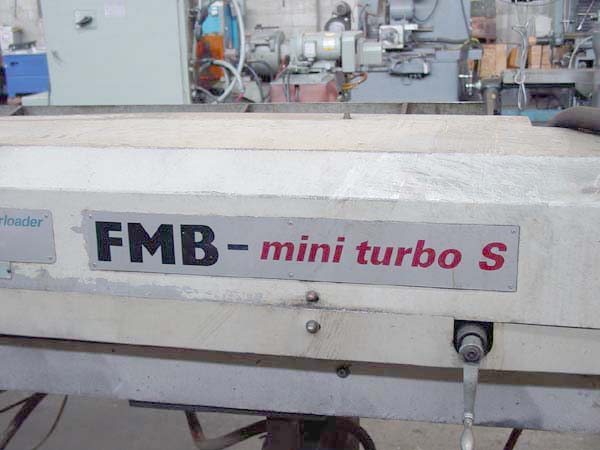 rloader
FMB - mini turbo S